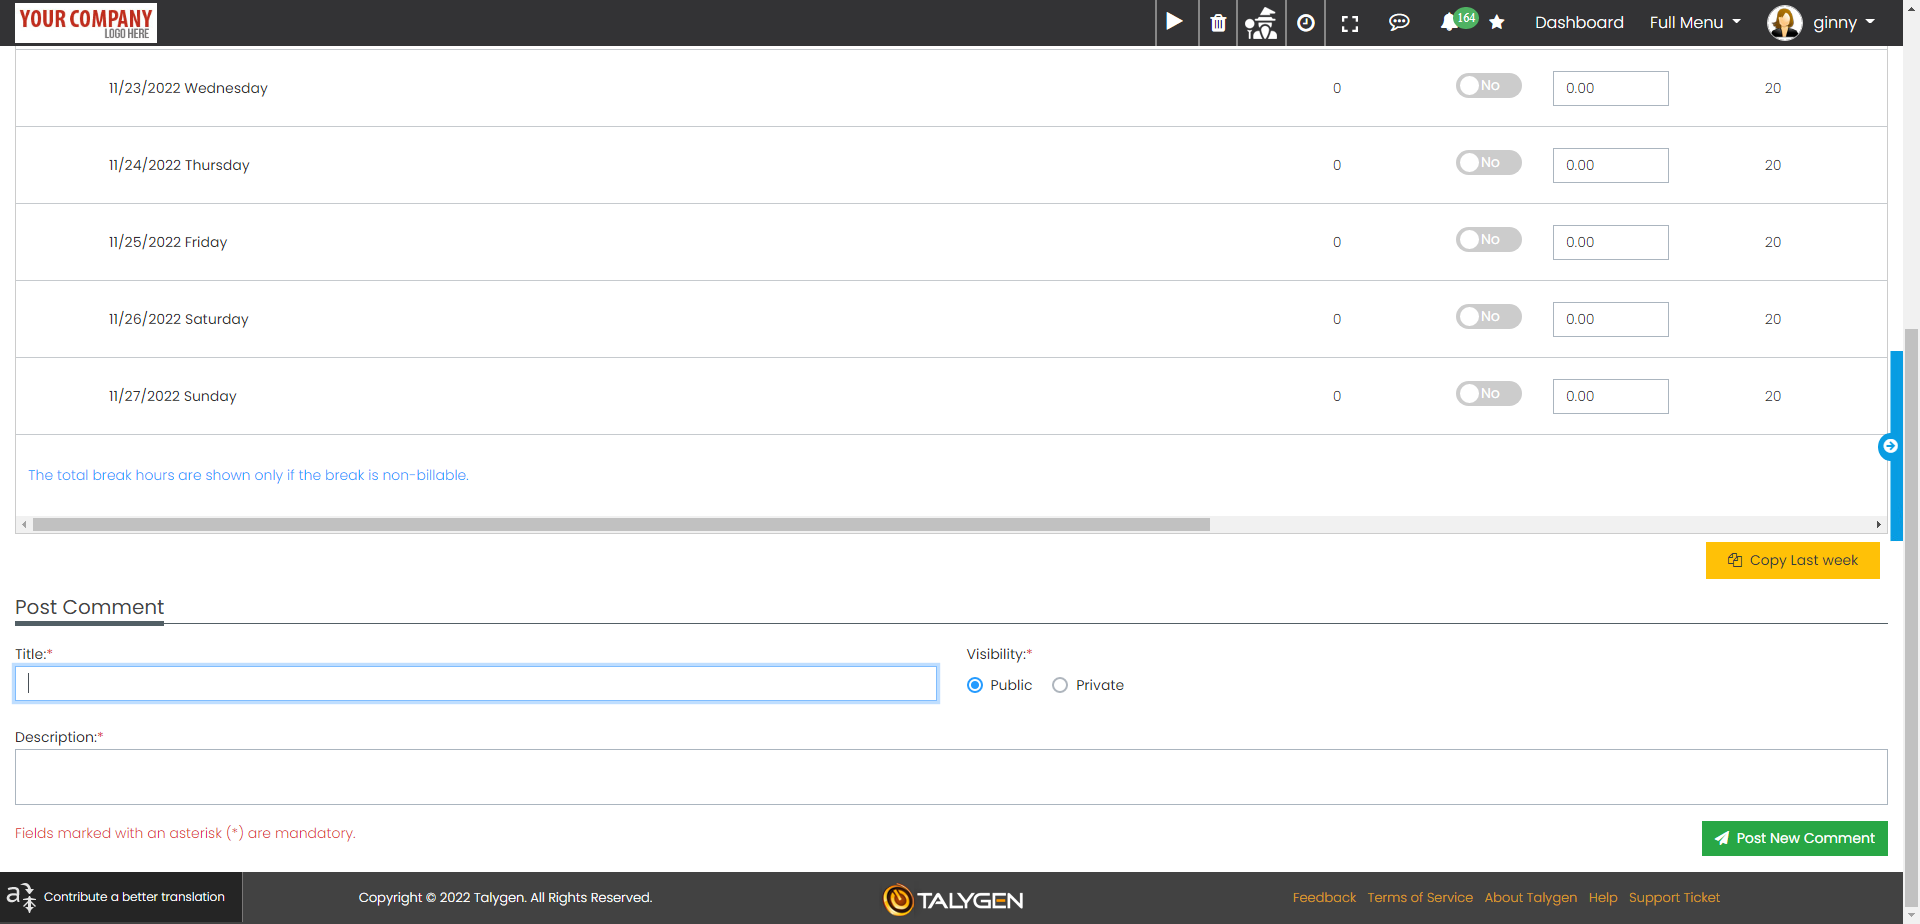 YOUR COMPANY
LOGO HERE
164
Dashboard
Full Menu
ginny
11/23/2022 Wednesday 0 No 0.00 20
11/24/2022 Thursday 0 No 0.00 20
11/25/2022 Friday 0 No 0.00 20
11/26/2022 Saturday 0 No 0.00 20
11/27/2022 Sunday 0 No 0.00 20
The total break hours are shown only if the break is non-billable.
Copy Last week
Post Comment
Title:*
Visibility:*
Public Private
Description:*
Fields marked with an asterisk (*) are mandatory.
Post New Comment
Contribute a better translation
Copyright © 2022 Talygen. All Rights Reserved.
TALYGEN
Feedback Terms of Service About Talygen Help Support Ticket